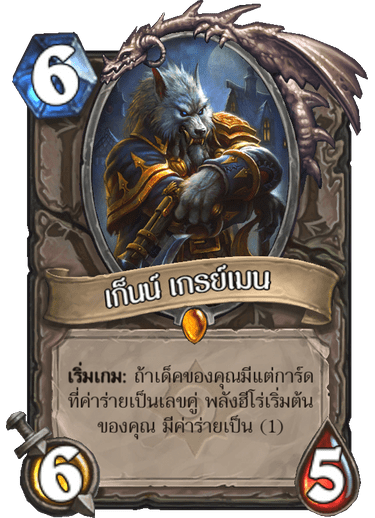 6
เก็นน์ เกรย์เมน
เริ่มเกม: ถ้าเด็คของคุณมีแต่การ์ด
ที่ค่าร่ายเป็นเลขคู่ พลังฮีโร่เริ่มต้น
ของคุณ มีค่าร่ายเป็น (1)
6
5